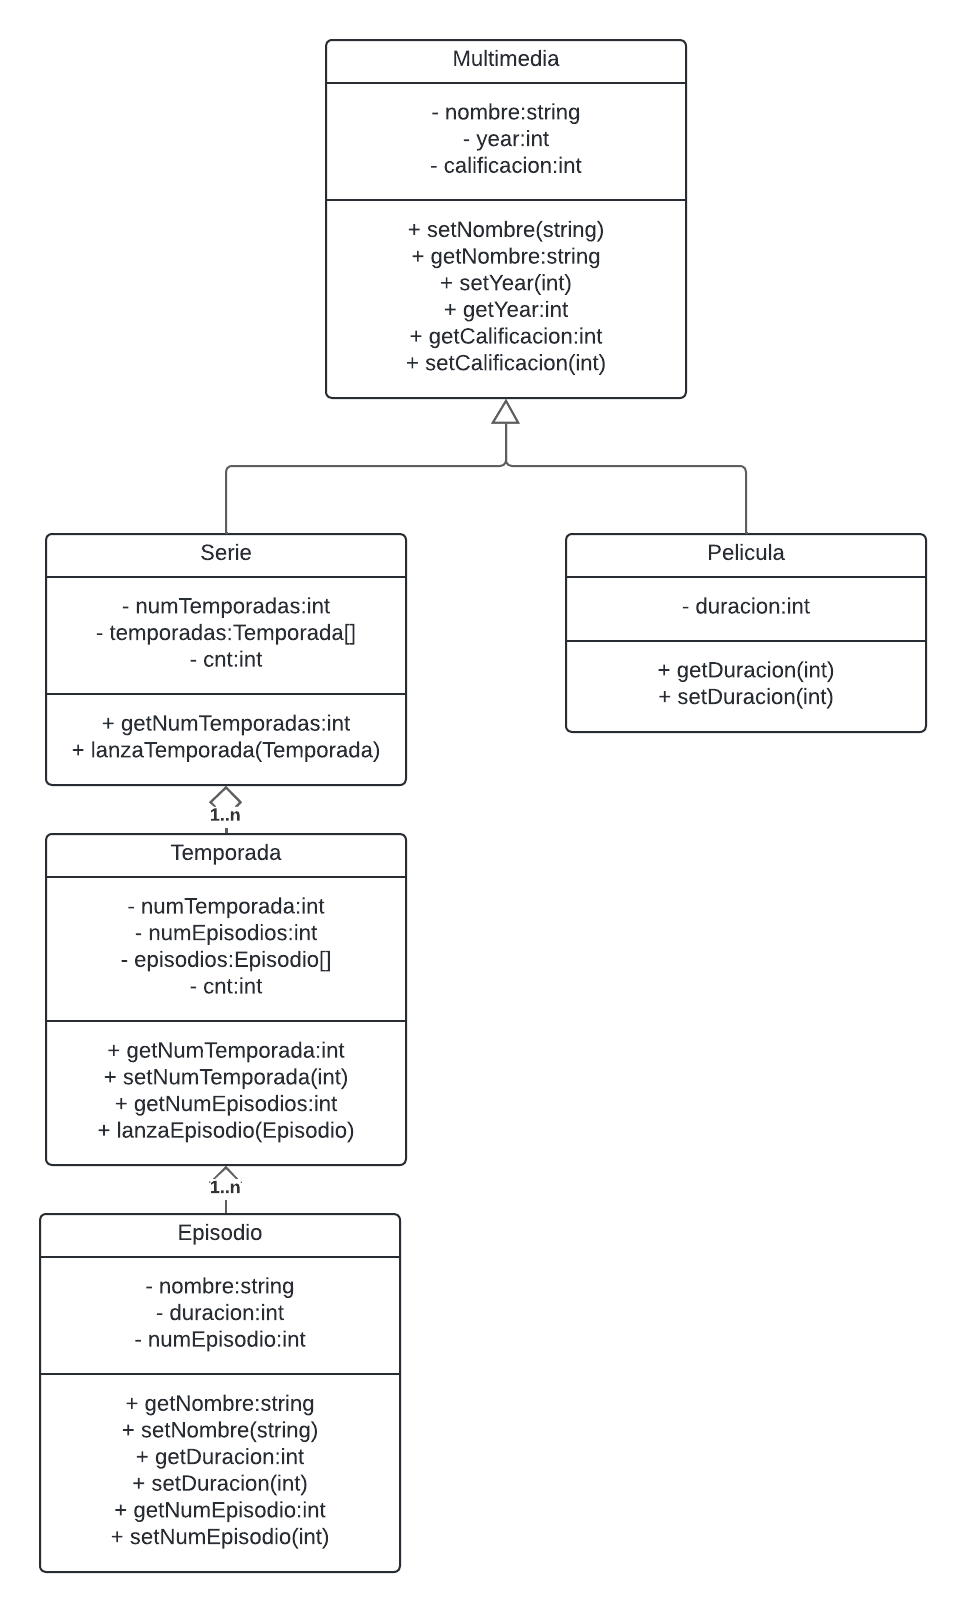 Multimedia
- nombre:string
- year:int
- calificacion:int
+ setNombre(string)
+ getNombre:string
+ setYear(int)
+ getYear:int
+ getCalificacion:int
+ setCalificacion(int)
Serie
- numTemporadas:int
- temporadas:Temporada[]
- cnt:int
+ getNumTemporadas:int
+ lanzaTemporada(Temporada)
Pelicula
- duracion:int
+ getDuracion(int)
+ setDuracion(int)
1..n
Temporada
- numTemporada:int
- numEpisodios:int
- episodios:Episodio[]
- cnt:int
+ getNumTemporada:int
+ setNumTemporada(int)
+ getNumEpisodios:int
+ lanzaEpisodio(Episodio)
1..n
Episodio
- nombre:string
- duracion:int
- numEpisodio:int
+ getNombre:string
+ setNombre(string)
+ getDuracion:int
+ setDuracion(int)
+ getNumEpisodio:int
+ setNumEpisodio(int)